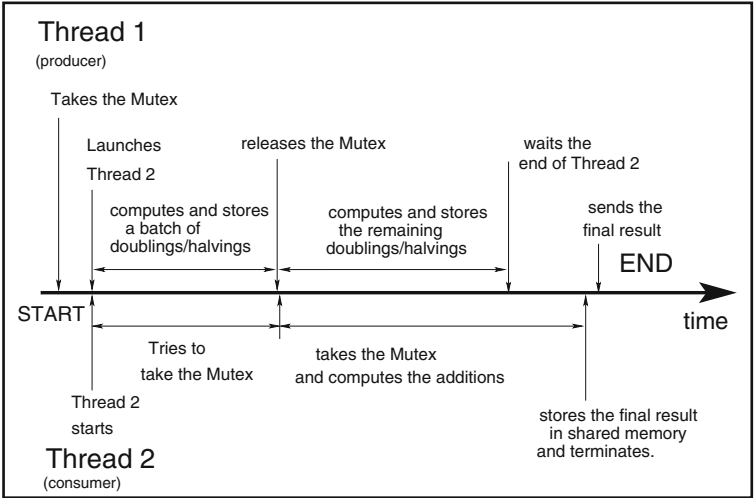 Thread 1
(producer)
Takes the Mutex
Launches
Thread 2
releases the Mutex
waits the
end of Thread 2
computes and stores
a batch of
doublings/halvings
computes and stores
the remaining
doublings/halvings
sends the
final result
END
START
time
Tries to
take the Mutex
takes the Mutex
and computes the additions
Thread 2
starts
stores the final result
in shared memory
and terminates.
Thread 2
(consumer)